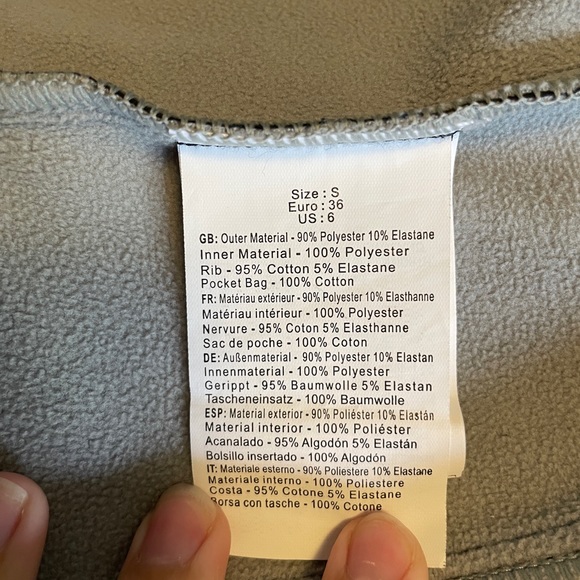 Size : S
Euro : 36
US : 6
GB: Outer Material - 90% Polyester 10% Elastane
Inner Material - 100% Polyester
Rib - 95% Cotton 5% Elastane
Pocket Bag - 100% Cotton
FR: Matériau extérieur - 90% Polyester 10% Elasthanne
Matériau intérieur - 100% Polyester
Nervure - 95% Coton 5% Elasthanne
Sac de poche - 100% Coton
DE: Außenmaterial - 90% Polyester 10% Elastan
Innenmaterial - 100% Polyester
Gerippt - 95% Baumwolle 5% Elastan
Tascheneinsatz - 100% Baumwolle
ESP: Material exterior - 90% Poliéster 10% Elastán
Material interior - 100% Poliéster
Acanalado - 95% Algodón 5% Elastán
Bolsillo insertado - 100% Algodón
IT: Materiale esterno - 90% Poliestere 10% Elastane
Materiale interno - 100% Poliestere
Costa - 95% Cotone 5% Elastane
Borsa con tasche - 100% Cotone